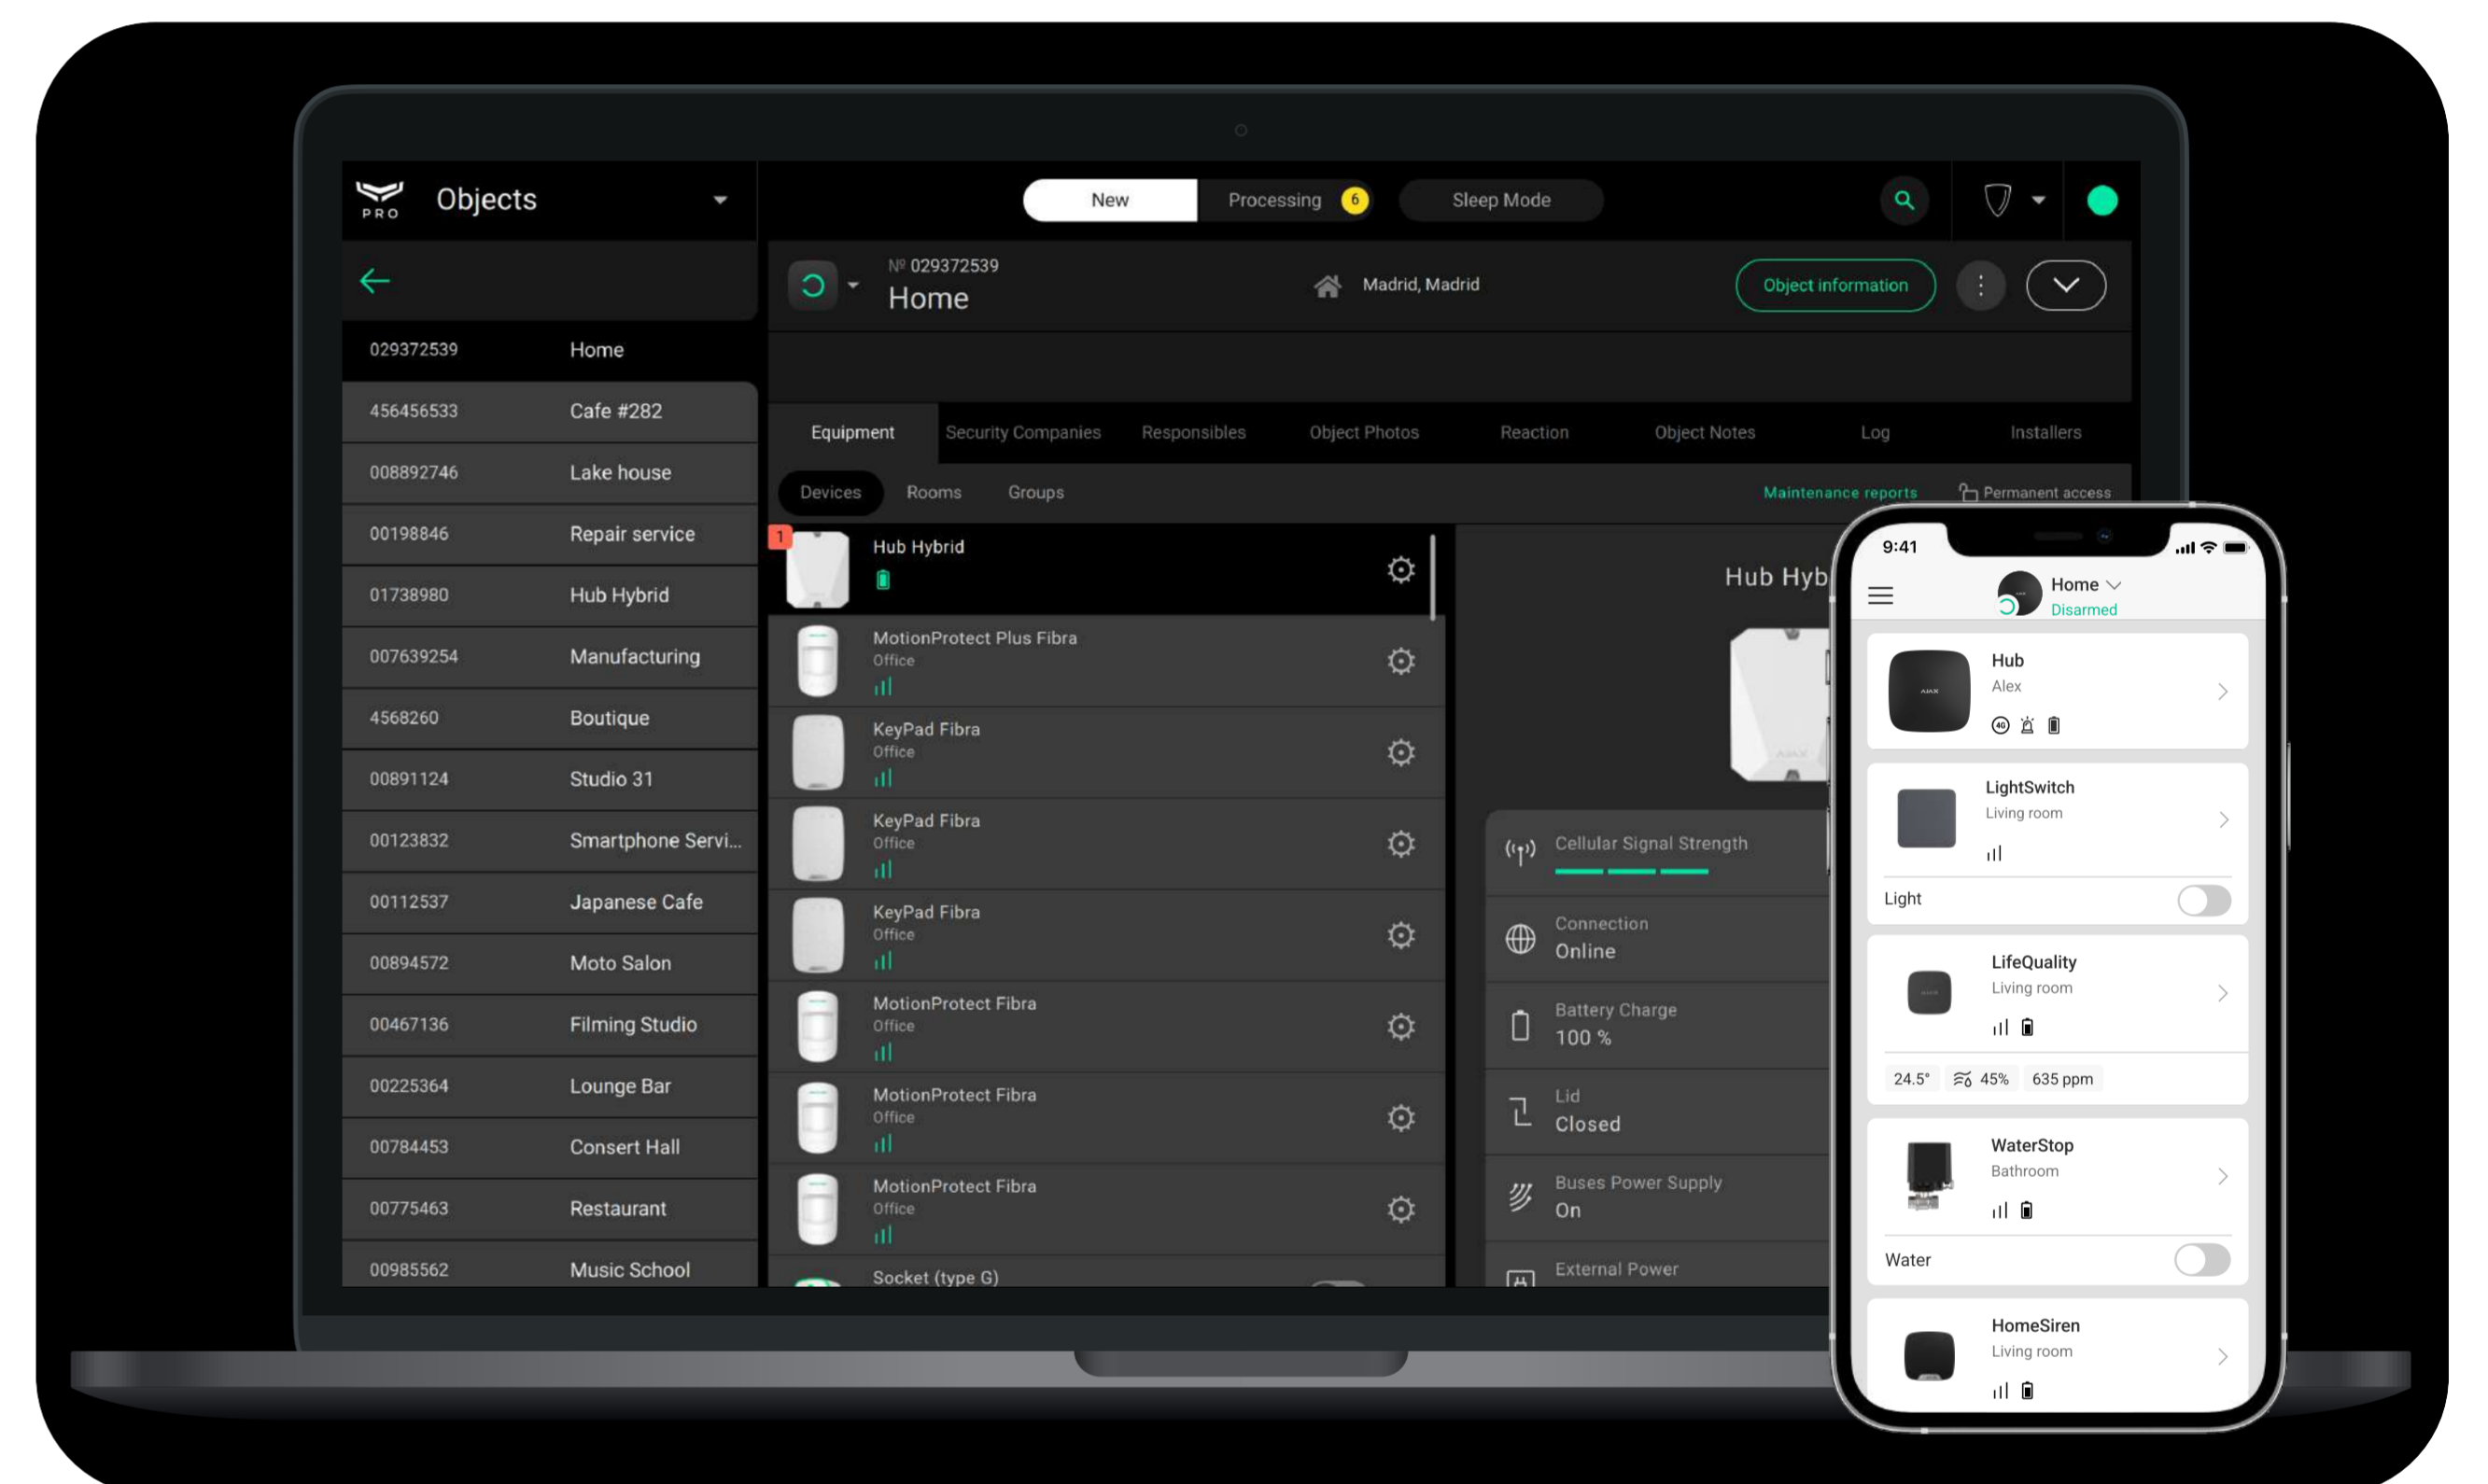 PRO
Objects
New
Processing 6
Sleep Mode
№ 029372539
Home
Madrid, Madrid
Object information
029372539 Home
456456533 Cafe #282
008892746 Lake house
00198846 Repair service
01738980 Hub Hybrid
007639254 Manufacturing
4568260 Boutique
00891124 Studio 31
00123832 Smartphone Servi...
00112537 Japanese Cafe
00894572 Moto Salon
00467136 Filming Studio
00225364 Lounge Bar
00784453 Consert Hall
00775463 Restaurant
00985562 Music School
Equipment Security Companies Responsibles Object Photos Reaction Object Notes Log Installers
Devices Rooms Groups
Maintenance reports Permanent access
1
Hub Hybrid
MotionProtect Plus Fibra
Office
KeyPad Fibra
Office
KeyPad Fibra
Office
KeyPad Fibra
Office
MotionProtect Fibra
Office
MotionProtect Fibra
Office
MotionProtect Fibra
Office
Socket (type G)
Hub Hyb
AJAX
Cellular Signal Strength
Connection
Online
Battery Charge
100 %
Lid
Closed
Buses Power Supply
On
External Power
9:41
Home
Disarmed
AJAX
Hub
Alex
4G
LightSwitch
Living room
Light
LifeQuality
Living room
24.5° 45% 635 ppm
WaterStop
Bathroom
Water
HomeSiren
Living room